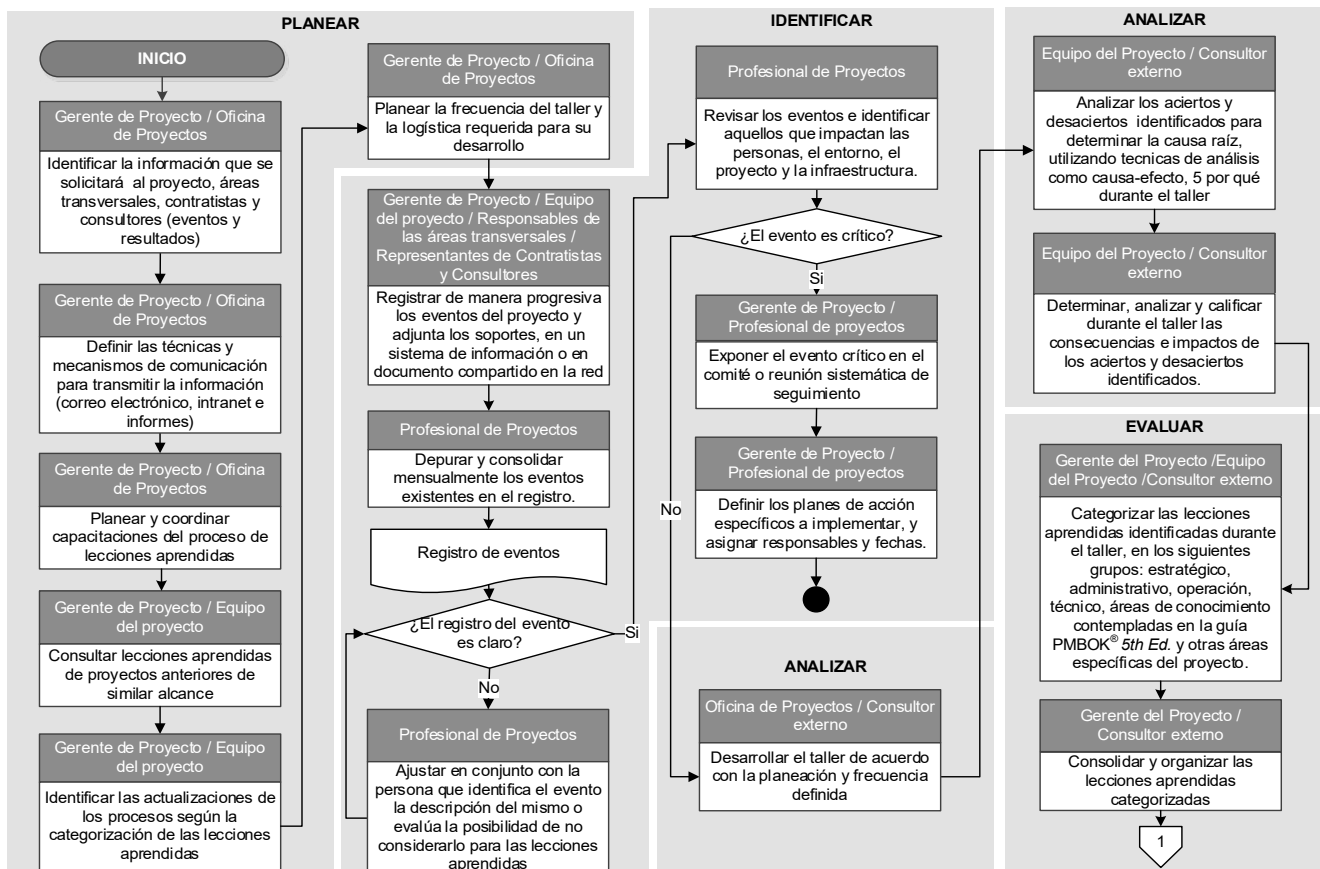 PLANEAR
INICIO
Gerente de Proyecto / Oficina
de Proyectos
Identificar la información que se
solicitará al proyecto, áreas
transversales, contratistas y
consultores (eventos y
resultados)
Gerente de Proyecto / Oficina
de Proyectos
Definir las técnicas y
mecanismos de comunicación
para transmitir la información
(correo electrónico, intranet e
informes)
Gerente de Proyecto / Oficina
de Proyectos
Planear y coordinar
capacitaciones del proceso de
lecciones aprendidas
Gerente de Proyecto / Equipo
del proyecto
Consultar lecciones aprendidas
de proyectos anteriores de
similar alcance
Gerente de Proyecto / Equipo
del proyecto
Identificar las actualizaciones de
los procesos según la
categorización de las lecciones
aprendidas
Gerente de Proyecto / Oficina de
Proyectos
Planear la frecuencia del taller y
la logística requerida para su
desarrollo
Gerente de Proyecto / Equipo
del proyecto / Responsables de
las áreas transversales /
Representantes de Contratistas
y Consultores
Registrar de manera progresiva
los eventos del proyecto y
adjunta los soportes, en un
sistema de información o en
documento compartido en la red
Profesional de Proyectos
Depurar y consolidar
mensualmente los eventos
existentes en el registro.
Registro de eventos
¿El registro del evento
es claro?
Si
No
Profesional de Proyectos
Ajustar en conjunto con la
persona que identifica el evento
la descripción del mismo o
evalúa la posibilidad de no
considerarlo para las lecciones
aprendidas
IDENTIFICAR
Profesional de Proyectos
Revisar los eventos e identificar
aquellos que impactan las
personas, el entorno, el
proyecto y la infraestructura.
¿El evento es crítico?
Si
No
Gerente de Proyecto /
Profesional de proyectos
Exponer el evento crítico en el
comité o reunión sistemática de
seguimiento
Gerente de Proyecto /
Profesional de proyectos
Definir los planes de acción
específicos a implementar, y
asignar responsables y fechas.
ANALIZAR
Oficina de Proyectos / Consultor
externo
Desarrollar el taller de acuerdo
con la planeación y frecuencia
definida
ANALIZAR
Equipo del Proyecto / Consultor
externo
Analizar los aciertos y
desaciertos identificados para
determinar la causa raíz,
utilizando tecnicas de análisis
como causa-efecto, 5 por qué
durante el taller
Equipo del Proyecto / Consultor
externo
Determinar, analizar y calificar
durante el taller las
consecuencias e impactos de
los aciertos y desaciertos
identificados.
EVALUAR
Gerente del Proyecto /Equipo
del Proyecto /Consultor externo
Categorizar las lecciones
aprendidas identificadas durante
el taller, en los siguientes
grupos: estratégico,
administrativo, operación,
técnico, áreas de conocimiento
contempladas en la guía
PMBOK® 5th Ed. y otras áreas
específicas del proyecto.
Gerente del Proyecto /
Consultor externo
Consolidar y organizar las
lecciones aprendidas
categorizadas
1